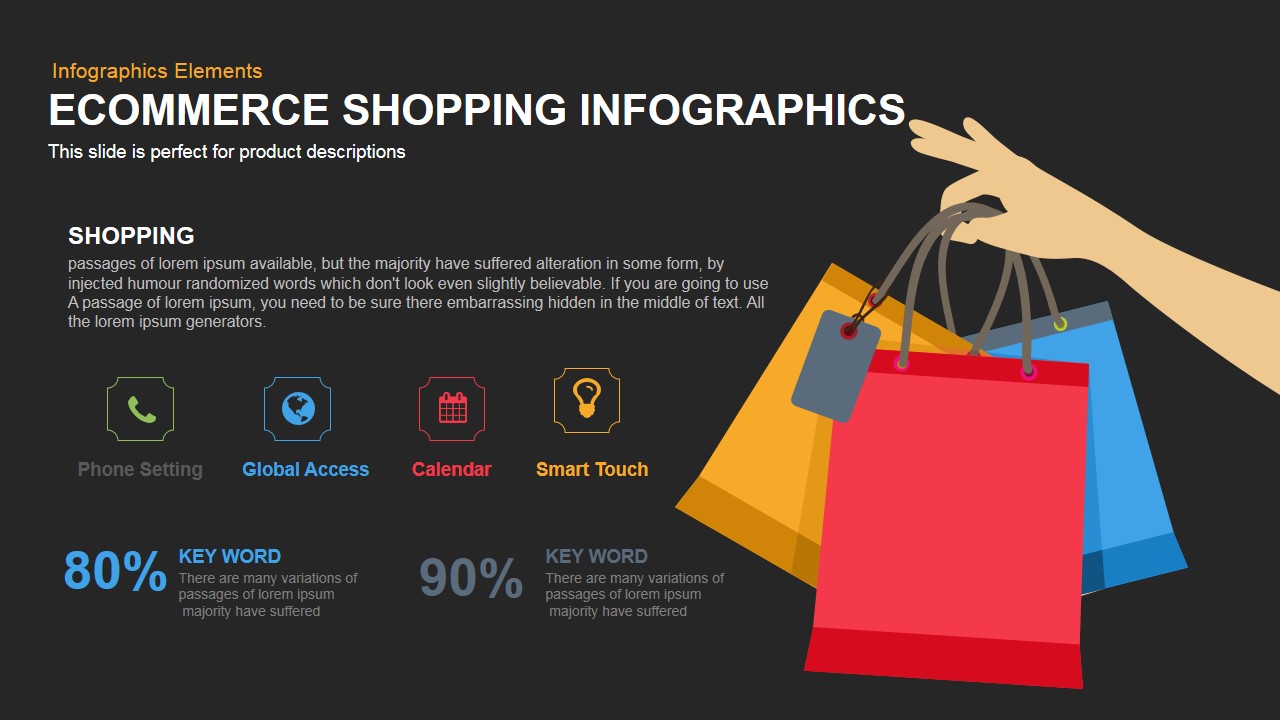 Infographics Elements
ECOMMERCE SHOPPING INFOGRAPHICS
This slide is perfect for product descriptions
SHOPPING
passages of lorem ipsum available, but the majority have suffered alteration in some form, by
injected humour randomized words which don't look even slightly believable. If you are going to use
A passage of lorem ipsum, you need to be sure there embarrassing hidden in the middle of text. All
the lorem ipsum generators.
Phone Setting
Global Access
Calendar
Smart Touch
80%
KEY WORD
There are many variations of
passages of lorem ipsum
majority have suffered
90%
KEY WORD
There are many variations of
passages of lorem ipsum
majority have suffered